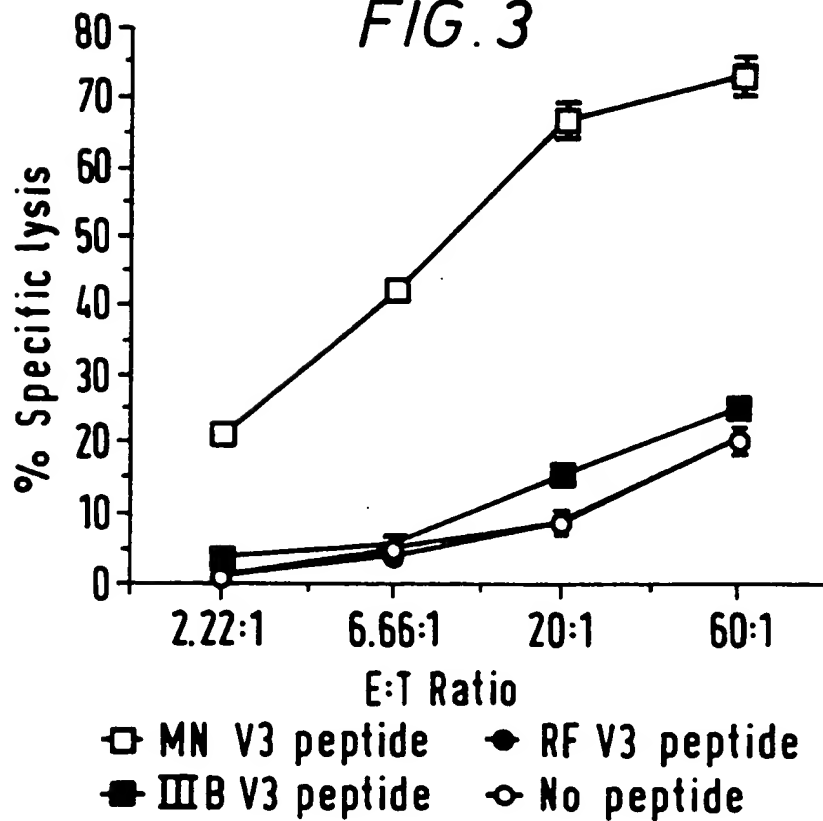 FIG. 3
80
70
60
50
40
30
20
10
0
% Specific lysis
2.22:1 6.66:1 20:1 60:1
E:T Ratio
MN V3 peptide RF V3 peptide
IIIB V3 peptide No peptide